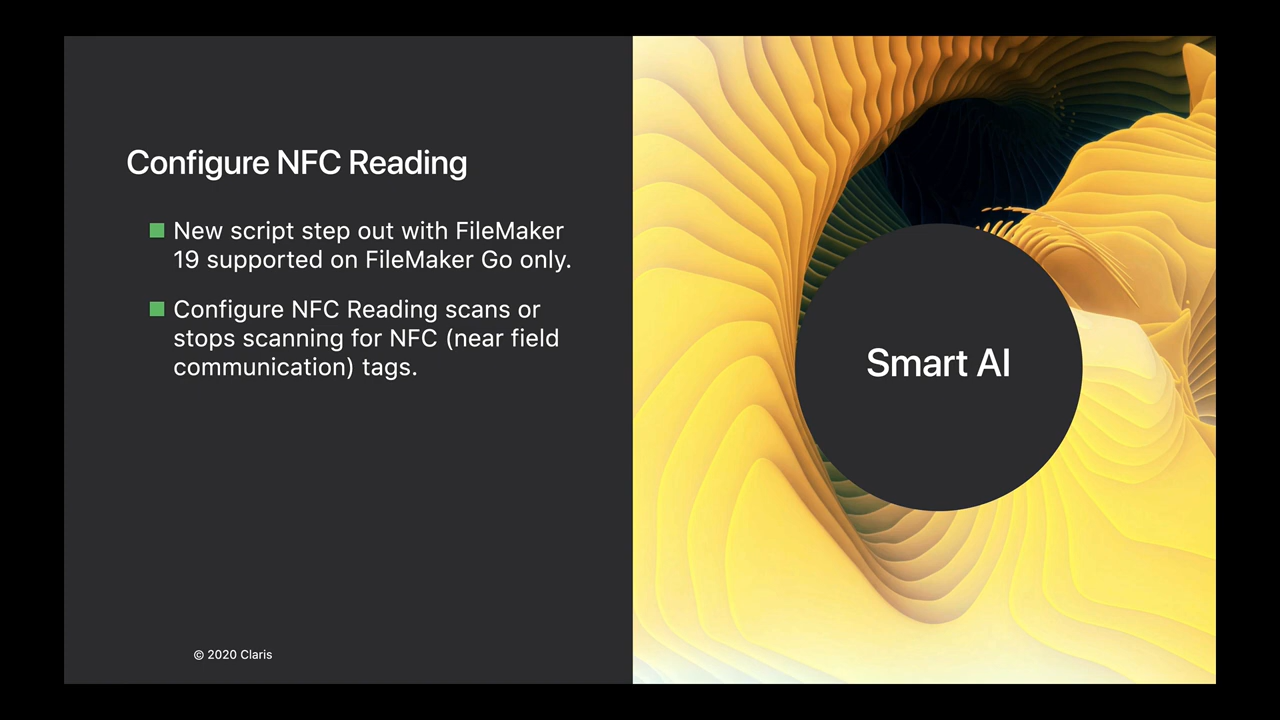 Configure NFC Reading
New script step out with FileMaker
19 supported on FileMaker Go only.
Configure NFC Reading scans or
stops scanning for NFC (near field
communication) tags.
Smart AI
© 2020 Claris